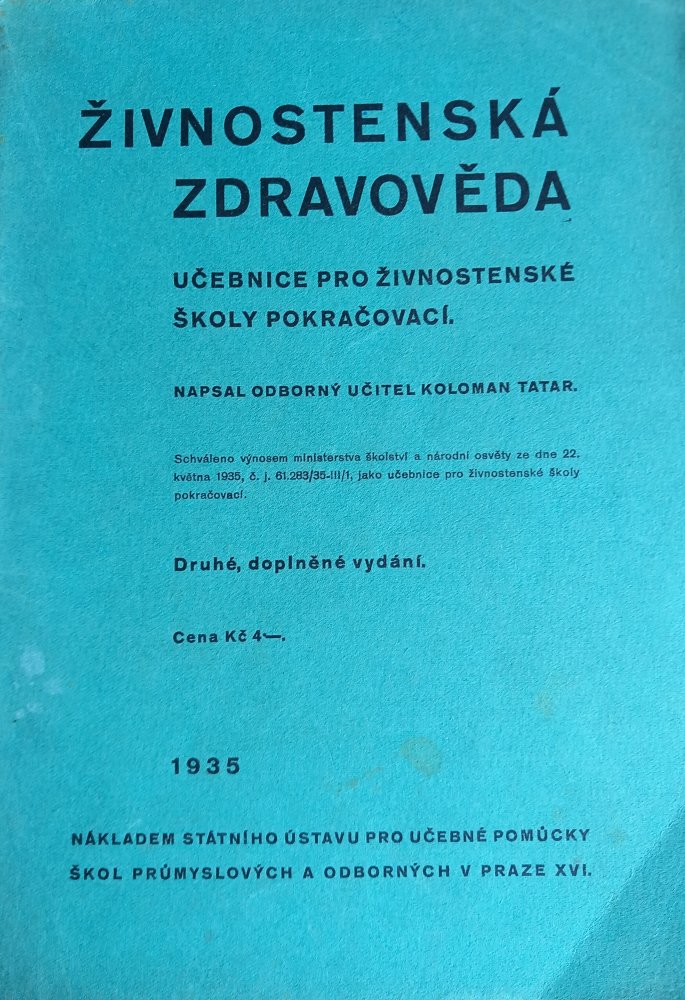 ŽIVNOSTENSKÁ
ZDRAVOVĚDA
UČEBNICE PRO ŽIVNOSTENSKÉ
ŠKOLY POKRAČOVACÍ.
NAPSAL ODBORNÝ UČITEL KOLOMAN TATAR.
Schváleno výnosem ministerstva školství a národní osvěty ze dne 22.
května 1935, č. j. 61.283/35-III/1, jako učebnice pro živnostenské školy
pokračovací.
Druhé, doplněné vydání.
Cena Kč 4·—.
1935
NÁKLADEM STÁTNÍHO ÚSTAVU PRO UČEBNÉ POMŮCKY
ŠKOL PRŮMYSLOVÝCH A ODBORNÝCH V PRAZE XVI.